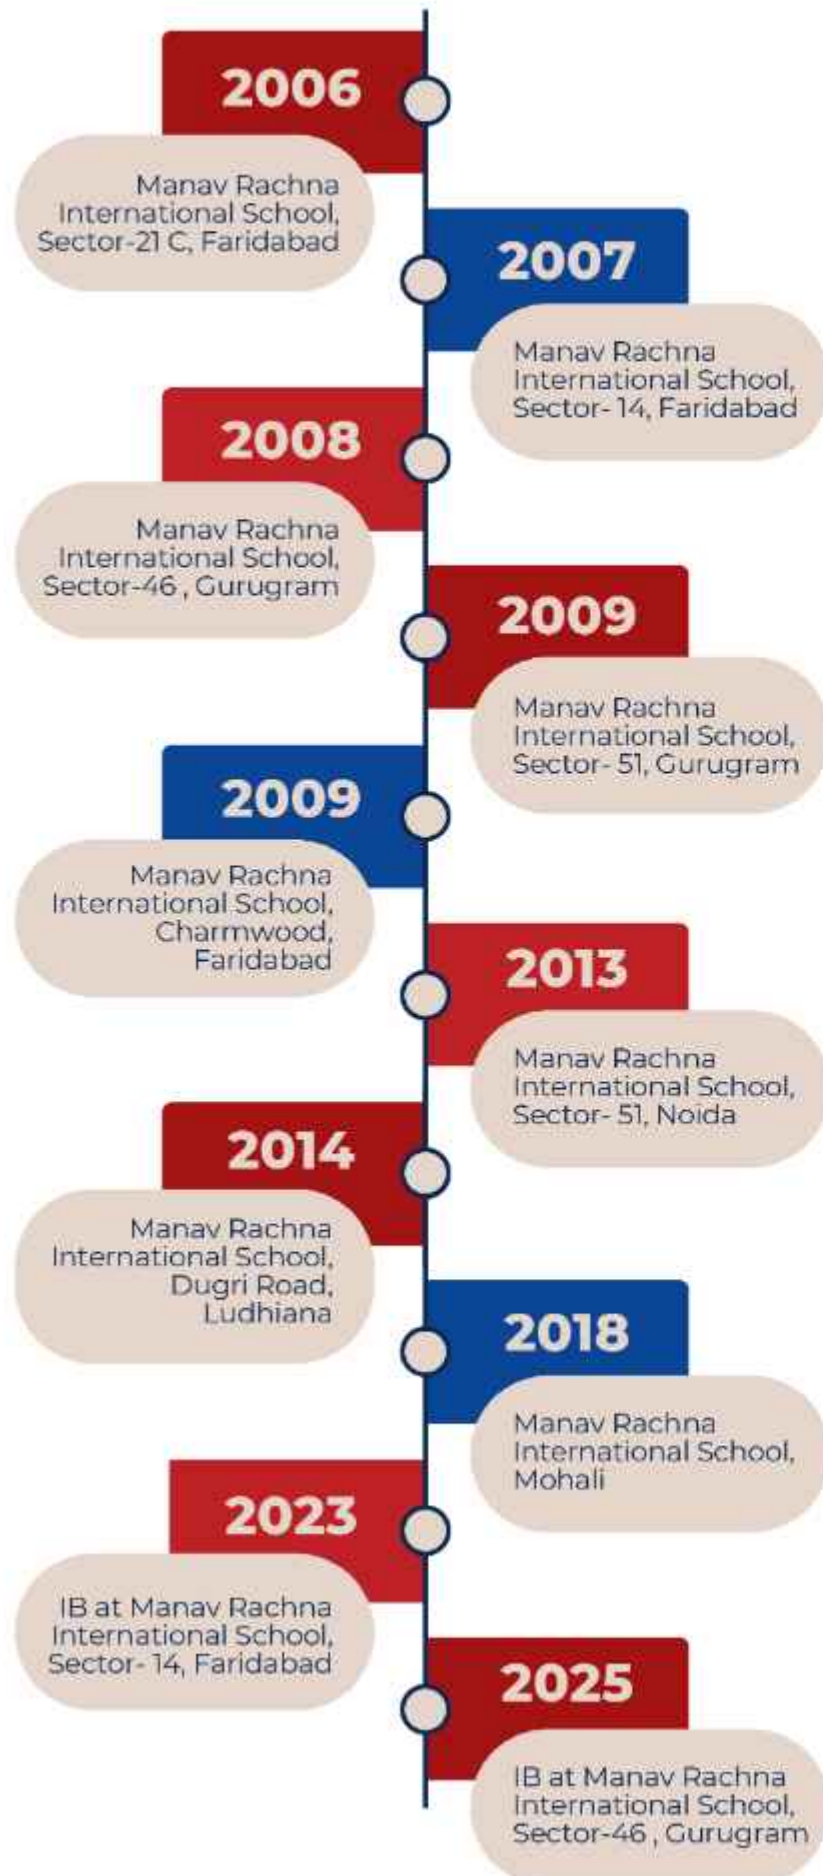 2006
Manav Rachna
International School,
Sector-21 C, Faridabad
2007
Manav Rachna
International School,
Sector- 14, Faridabad
2008
Manav Rachna
International School,
Sector-46 , Gurugram
2009
Manav Rachna
International School,
Sector- 51, Gurugram
2009
Manav Rachna
International School,
Charmwood,
Faridabad
2013
Manav Rachna
International School,
Sector- 51, Noida
2014
Manav Rachna
International School,
Dugri Road,
Ludhiana
2018
Manav Rachna
International School,
Mohali
2023
IB at Manav Rachna
International School,
Sector- 14, Faridabad
2025
IB at Manav Rachna
International School,
Sector-46 , Gurugram